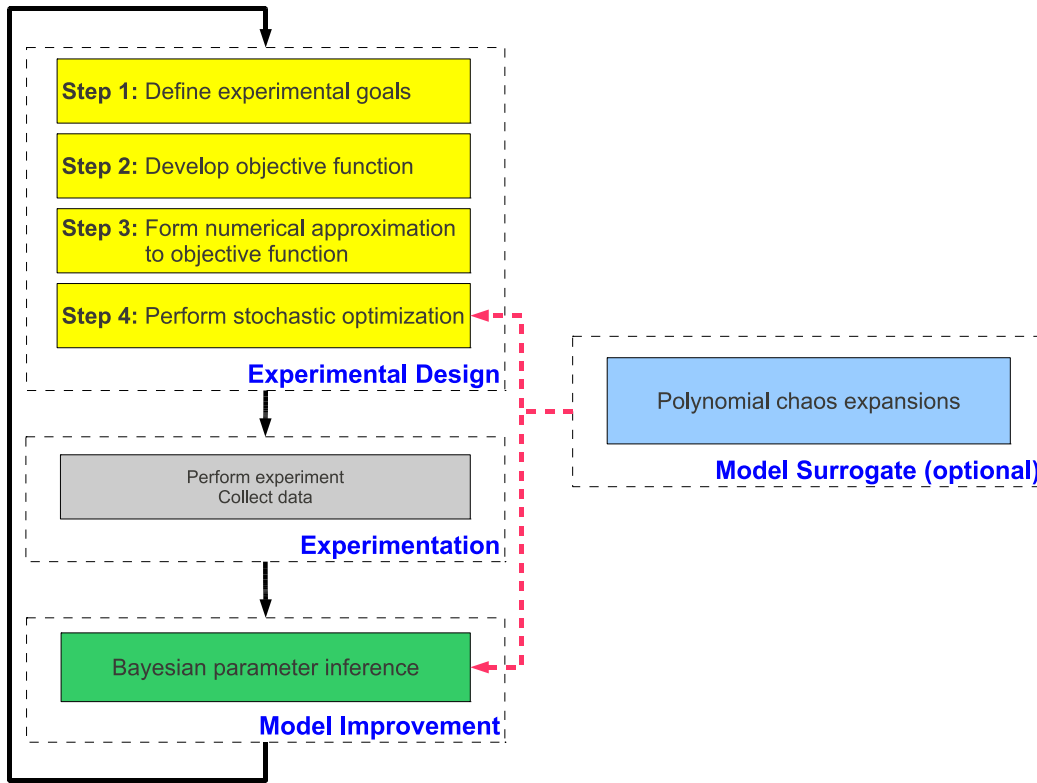 Step 1: Define experimental goals
Step 2: Develop objective function
Step 3: Form numerical approximation
to objective function
Step 4: Perform stochastic optimization
Experimental Design
Polynomial chaos expansions
Model Surrogate (optional)
Perform experiment
Collect data
Experimentation
Bayesian parameter inference
Model Improvement